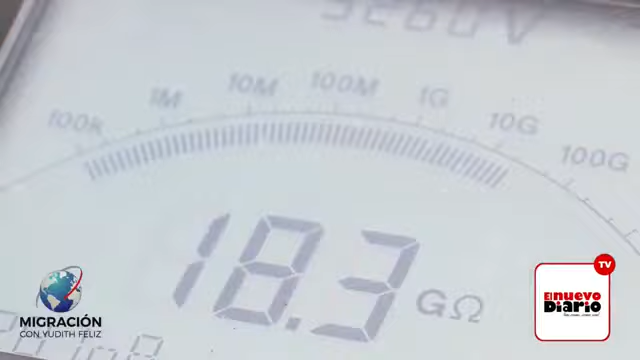 100K 1M 10M 100M 1G 10G 100G
18.3 GΩ
MIGRACIÓN
CON YUDITH FELIZ
TV
El nuevo
Diario